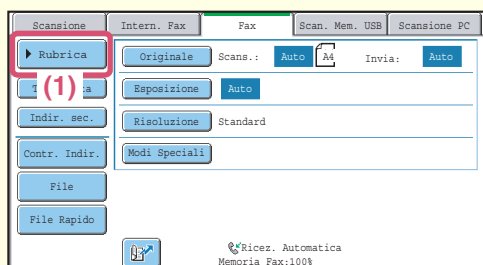 Scansione Intern. Fax Fax Scan. Mem. USB Scansione PC
Rubrica
Originale Scans.: Auto A4 Invia: Auto
(1)
Esposizione Auto
Indir. sec.
Risoluzione Standard
Contr. Indir.
Modi Speciali
File
File Rapido
Ricez. Automatica
Memoria Fax:100%